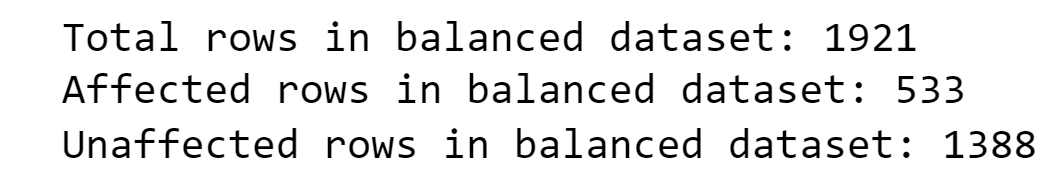 Total rows in balanced dataset: 1921
Affected rows in balanced dataset: 533
Unaffected rows in balanced dataset: 1388